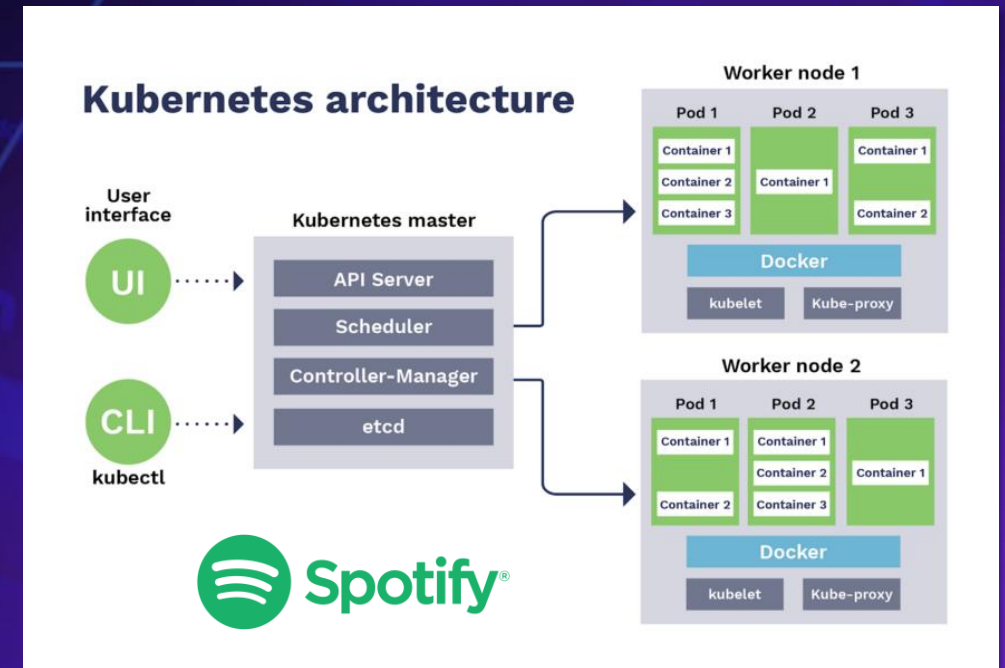 Kubernetes architecture
User
interface
UI
CLI
kubectl
Kubernetes master
API Server
Scheduler
Controller-Manager
etcd
Worker node 1
Pod 1 Pod 2 Pod 3
Container 1
Container 2
Container 3
Container 1
Container 1
Container 2
Docker
kubelet Kube-proxy
Worker node 2
Pod 1 Pod 2 Pod 3
Container 1
Container 2
Container 1
Container 2
Container 3
Container 1
Docker
kubelet Kube-proxy
Spotify®